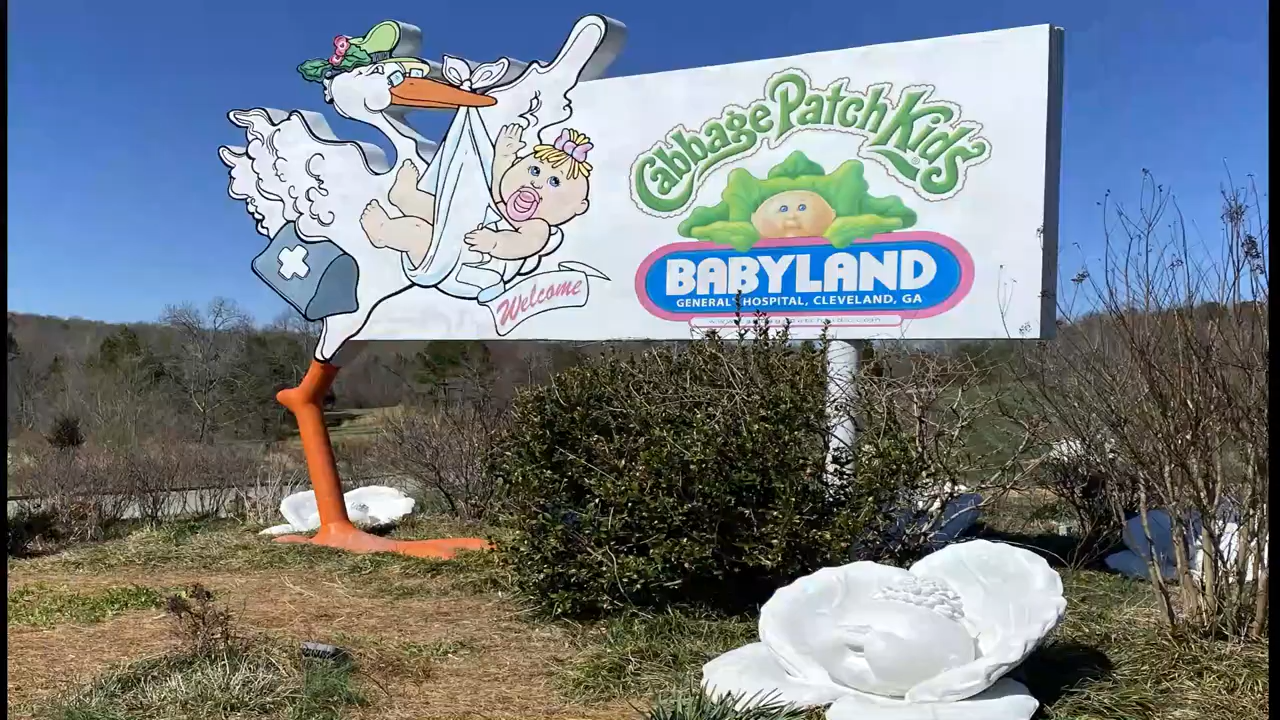 Welcome
Cabbage Patch Kids®
BABYLAND
GENERAL® HOSPITAL, CLEVELAND, GA